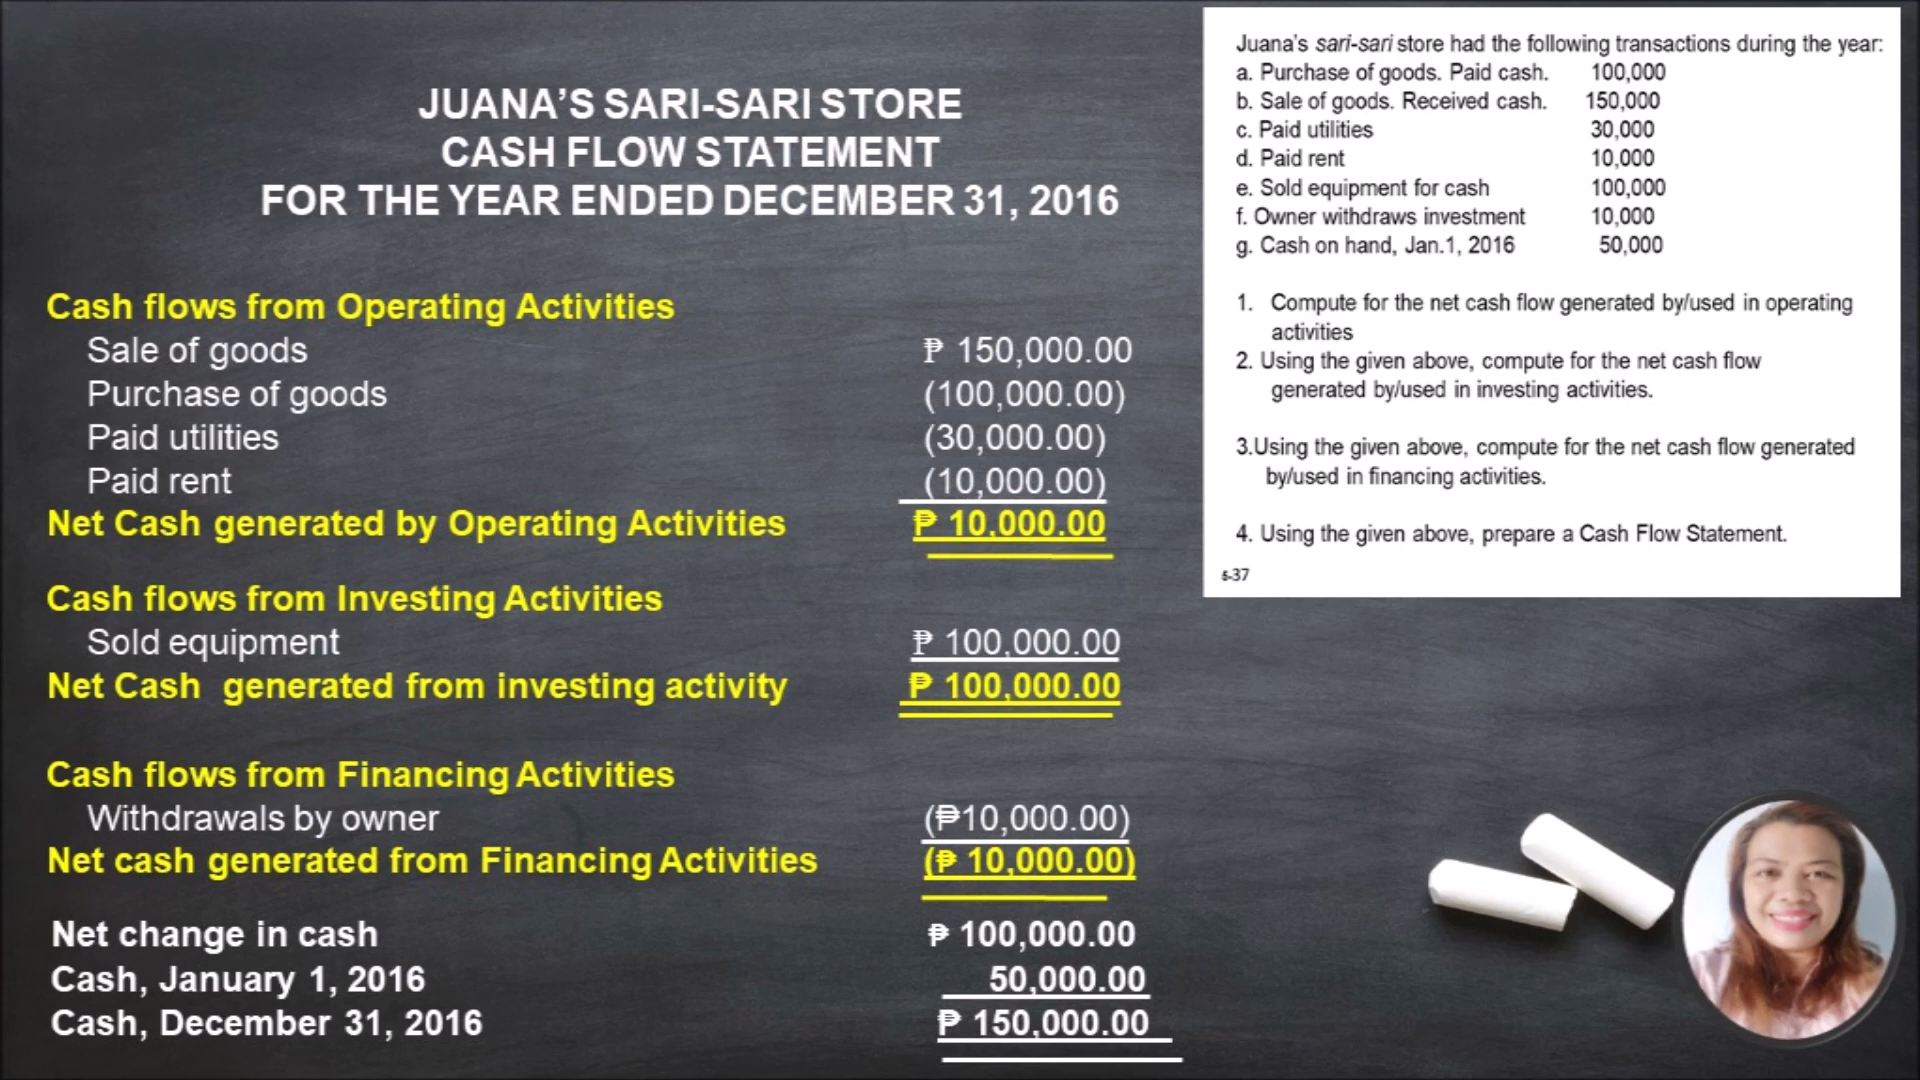 JUANA'S SARI-SARI STORE
CASH FLOW STATEMENT
FOR THE YEAR ENDED DECEMBER 31, 2016
Cash flows from Operating Activities
Sale of goods ₱ 150,000.00
Purchase of goods (100,000.00)
Paid utilities (30,000.00)
Paid rent (10,000.00)
Net Cash generated by Operating Activities ₱ 10,000.00
Cash flows from Investing Activities
Sold equipment ₱ 100,000.00
Net Cash generated from investing activity ₱ 100,000.00
Cash flows from Financing Activities
Withdrawals by owner (₱10,000.00)
Net cash generated from Financing Activities (₱ 10,000.00)
Net change in cash ₱ 100,000.00
Cash, January 1, 2016 50,000.00
Cash, December 31, 2016 ₱ 150,000.00
Juana's sari-sari store had the following transactions during the year:
a. Purchase of goods. Paid cash. 100,000
b. Sale of goods. Received cash. 150,000
c. Paid utilities 30,000
d. Paid rent 10,000
e. Sold equipment for cash 100,000
f. Owner withdraws investment 10,000
g. Cash on hand, Jan.1, 2016 50,000
1. Compute for the net cash flow generated by/used in operating
activities
2. Using the given above, compute for the net cash flow
generated by/used in investing activities.
3.Using the given above, compute for the net cash flow generated
by/used in financing activities.
4. Using the given above, prepare a Cash Flow Statement.